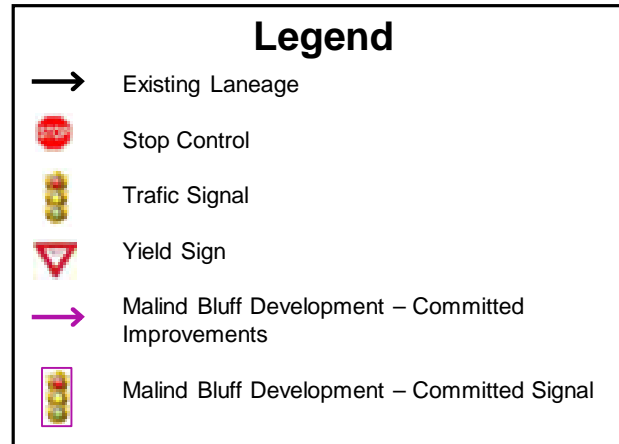 Legend
Existing Laneage
STOP
Stop Control
Trafic Signal
Yield Sign
Malind Bluff Development – Committed
Improvements
Malind Bluff Development – Committed Signal